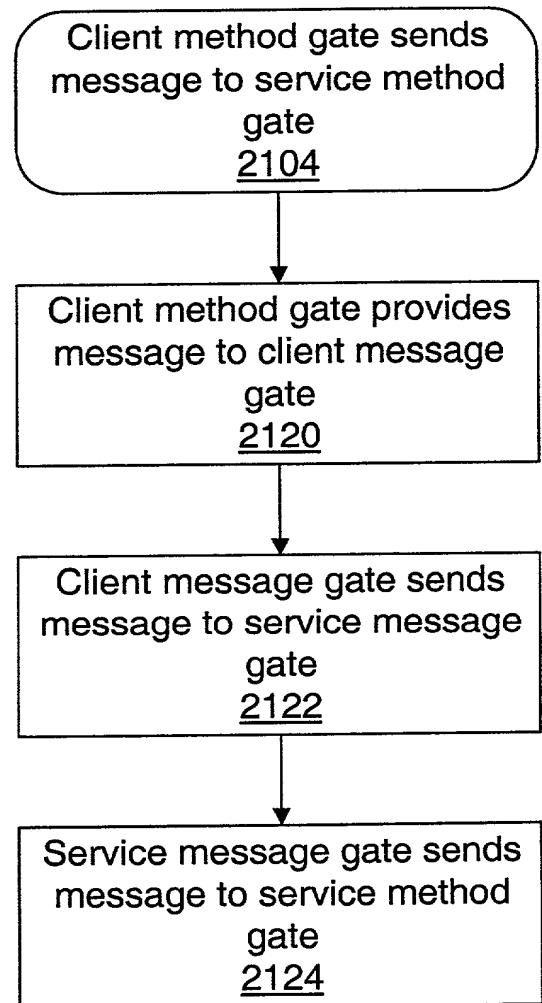 Client method gate sends
message to service method
gate
2104
Client method gate provides
message to client message
gate
2120
Client message gate sends
message to service message
gate
2122
Service message gate sends
message to service method
gate
2124